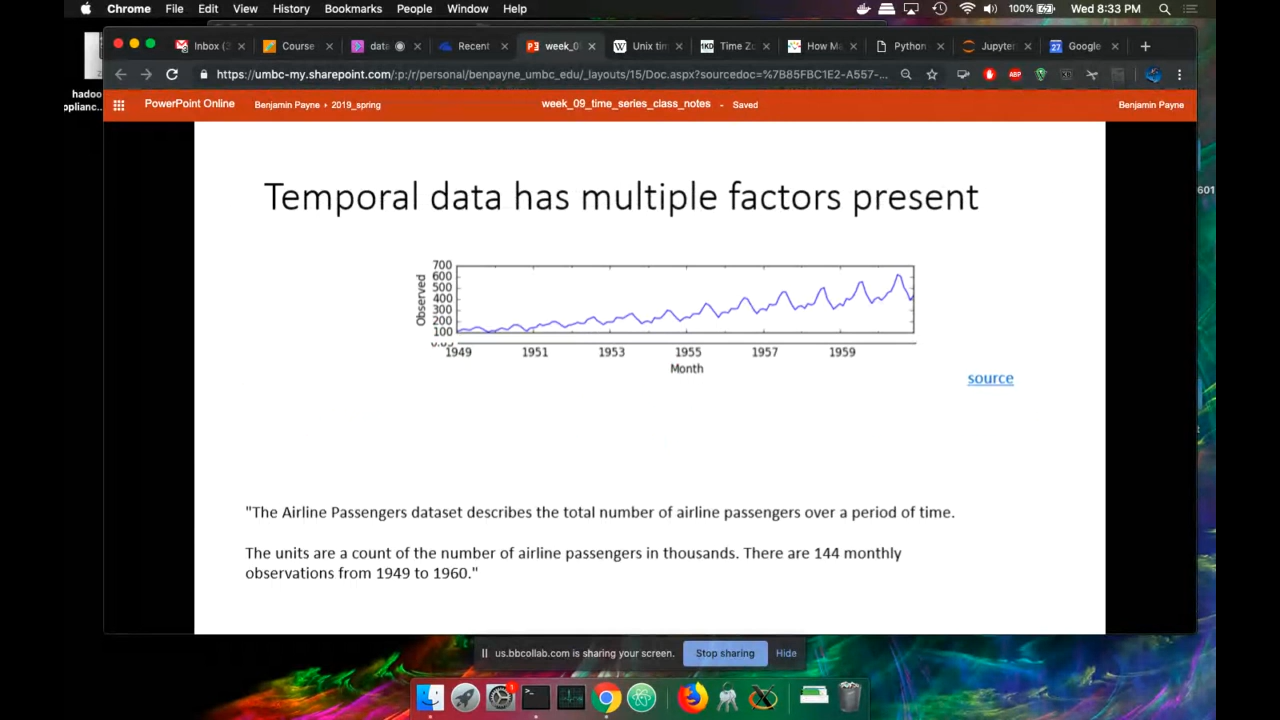 Chrome File Edit View History Bookmarks People Window Help 100% Wed 8:33 PM
Inbox (2 Course data Recent week_0 Unix tim Time Zo How Ma Python Jupyter Google
hadoo
pplianc...
https://umbc-my.sharepoint.com/:p:/r/personal/benpayne_umbc_edu/_layouts/15/Doc.aspx?sourcedoc=%7B85FBC1E2-A557-...
ABP
PowerPoint Online Benjamin Payne › 2019_spring week_09_time_series_class_notes - Saved Benjamin Payne
601
Temporal data has multiple factors present
Observed
700
600
500
400
300
200
100
1949 1951 1953 1955 1957 1959
Month
source
"The Airline Passengers dataset describes the total number of airline passengers over a period of time.
The units are a count of the number of airline passengers in thousands. There are 144 monthly
observations from 1949 to 1960."
us.bbcollab.com is sharing your screen. Stop sharing Hide
1